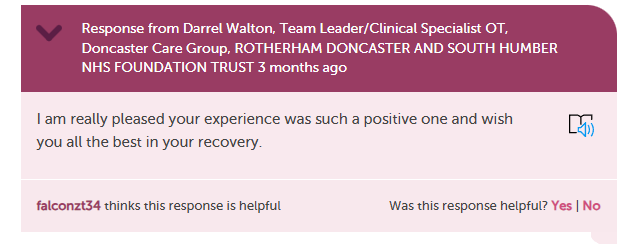 Response from Darrel Walton, Team Leader/Clinical Specialist OT,
Doncaster Care Group, ROTHERHAM DONCASTER AND SOUTH HUMBER
NHS FOUNDATION TRUST 3 months ago
I am really pleased your experience was such a positive one and wish
you all the best in your recovery.
falconzt34 thinks this response is helpful
Was this response helpful? Yes | No